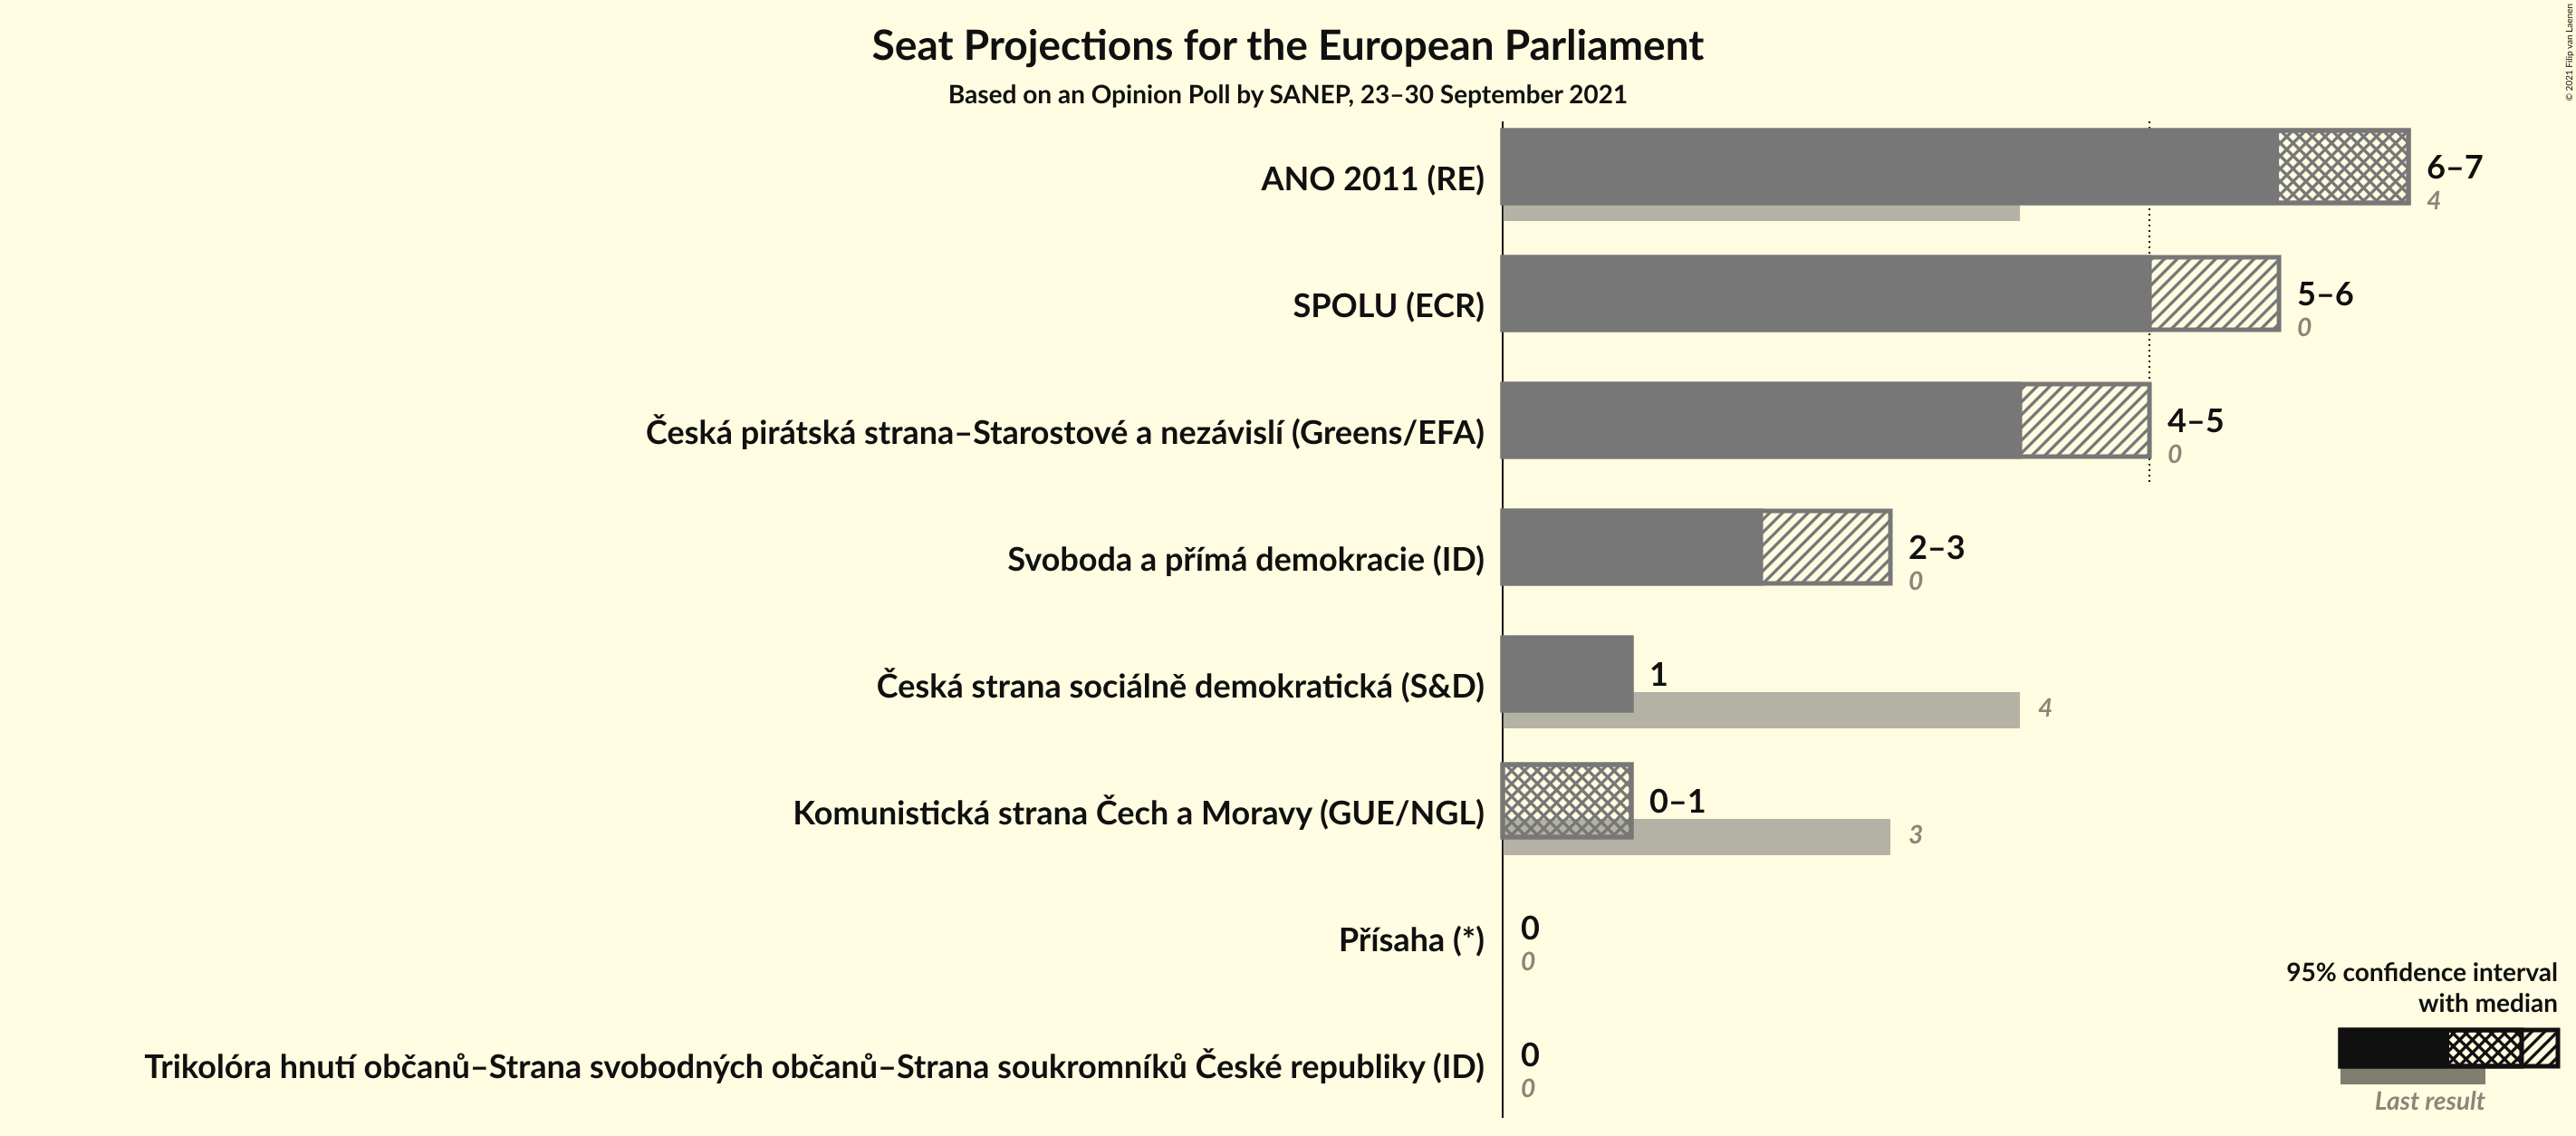 Seat Projections for the European Parliament
Based on an Opinion Poll by SANEP, 23–30 September 2021
© 2021 Filip van Laenen
ANO 2011 (RE)
6–7
4
SPOLU (ECR)
5–6
0
Česká pirátská strana–Starostové a nezávislí (Greens/EFA)
4–5
0
Svoboda a přímá demokracie (ID)
2–3
0
Česká strana sociálně demokratická (S&D)
1
4
Komunistická strana Čech a Moravy (GUE/NGL)
0–1
3
Přísaha (*)
0
0
Trikolóra hnutí občanů–Strana svobodných občanů–Strana soukromníků České republiky (ID)
0
0
95% confidence interval
with median
Last result